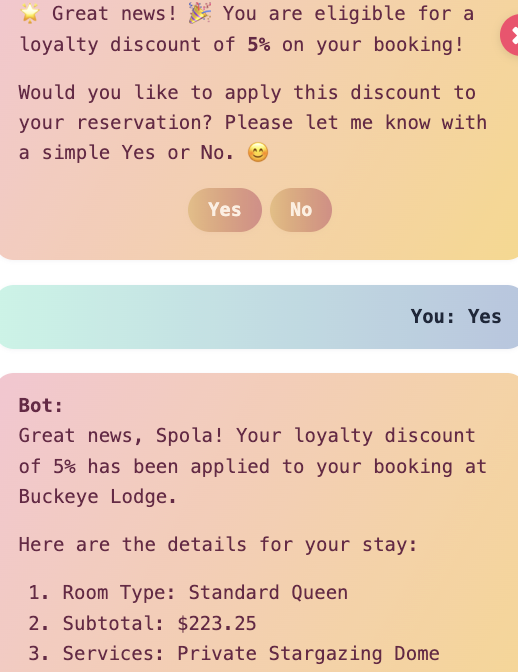 🌟 Great news! 🎉 You are eligible for a
loyalty discount of 5% on your booking!
Would you like to apply this discount to
your reservation? Please let me know with
a simple Yes or No. 😊
Yes No
You: Yes
Bot:
Great news, Spola! Your loyalty discount
of 5% has been applied to your booking at
Buckeye Lodge.
Here are the details for your stay:
1. Room Type: Standard Queen
2. Subtotal: $223.25
3. Services: Private Stargazing Dome